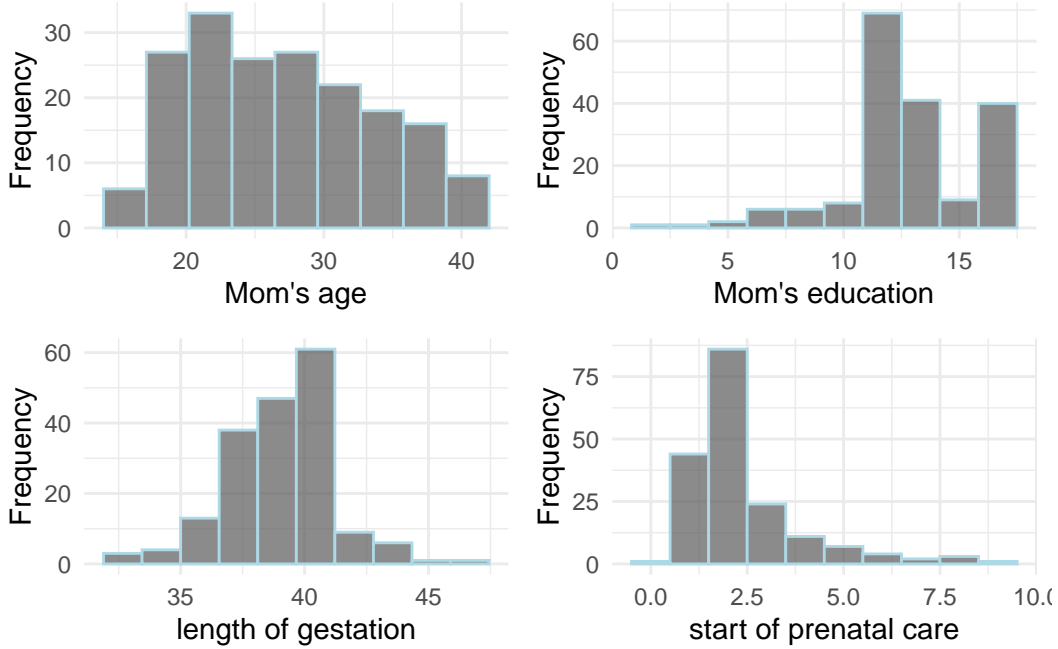 Frequency
30
20
10
0
20 30 40
Mom's age
Frequency
60
40
20
0
0 5 10 15
Mom's education
Frequency
60
40
20
0
35 40 45
length of gestation
Frequency
75
50
25
0
0.0 2.5 5.0 7.5 10.0
start of prenatal care